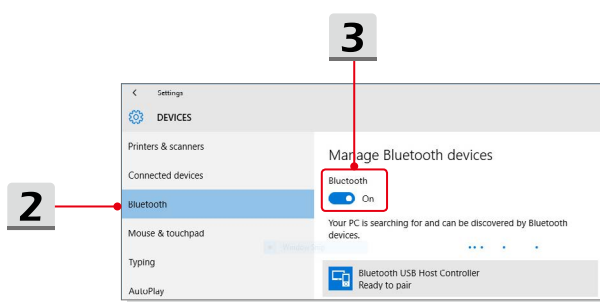 3
Settings
DEVICES
Printers & scanners
Connected devices
2
Bluetooth
Mouse & touchpad
Typing
AutoPlay
Manage Bluetooth devices
Bluetooth
On
Your PC is searching for and can be discovered by Bluetooth
devices.
Bluetooth USB Host Controller
Ready to pair